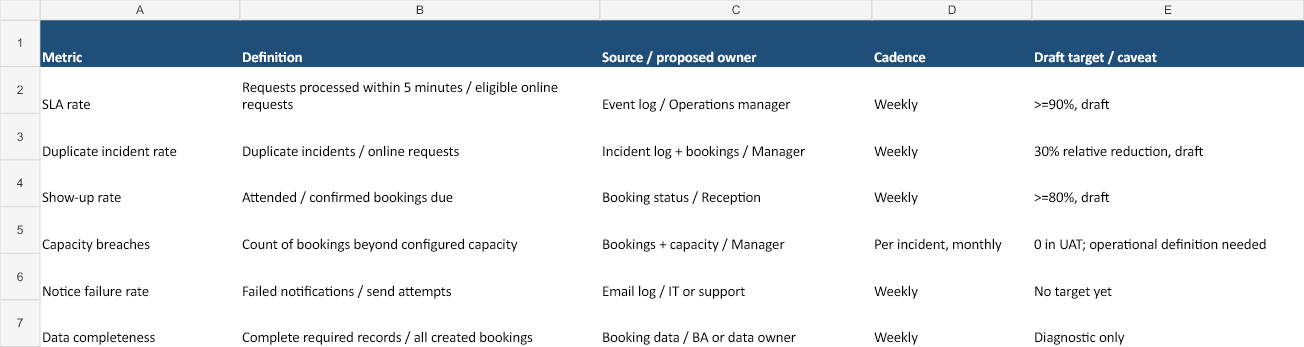 A B C D E
1 Metric Definition Source / proposed owner Cadence Draft target / caveat
2 SLA rate Requests processed within 5 minutes / eligible online
requests Event log / Operations manager Weekly >=90%, draft
3 Duplicate incident rate Duplicate incidents / online requests Incident log + bookings / Manager Weekly 30% relative reduction, draft
4 Show-up rate Attended / confirmed bookings due Booking status / Reception Weekly >=80%, draft
5 Capacity breaches Count of bookings beyond configured capacity Bookings + capacity / Manager Per incident, monthly 0 in UAT; operational definition needed
6 Notice failure rate Failed notifications / send attempts Email log / IT or support Weekly No target yet
7 Data completeness Complete required records / all created bookings Booking data / BA or data owner Weekly Diagnostic only